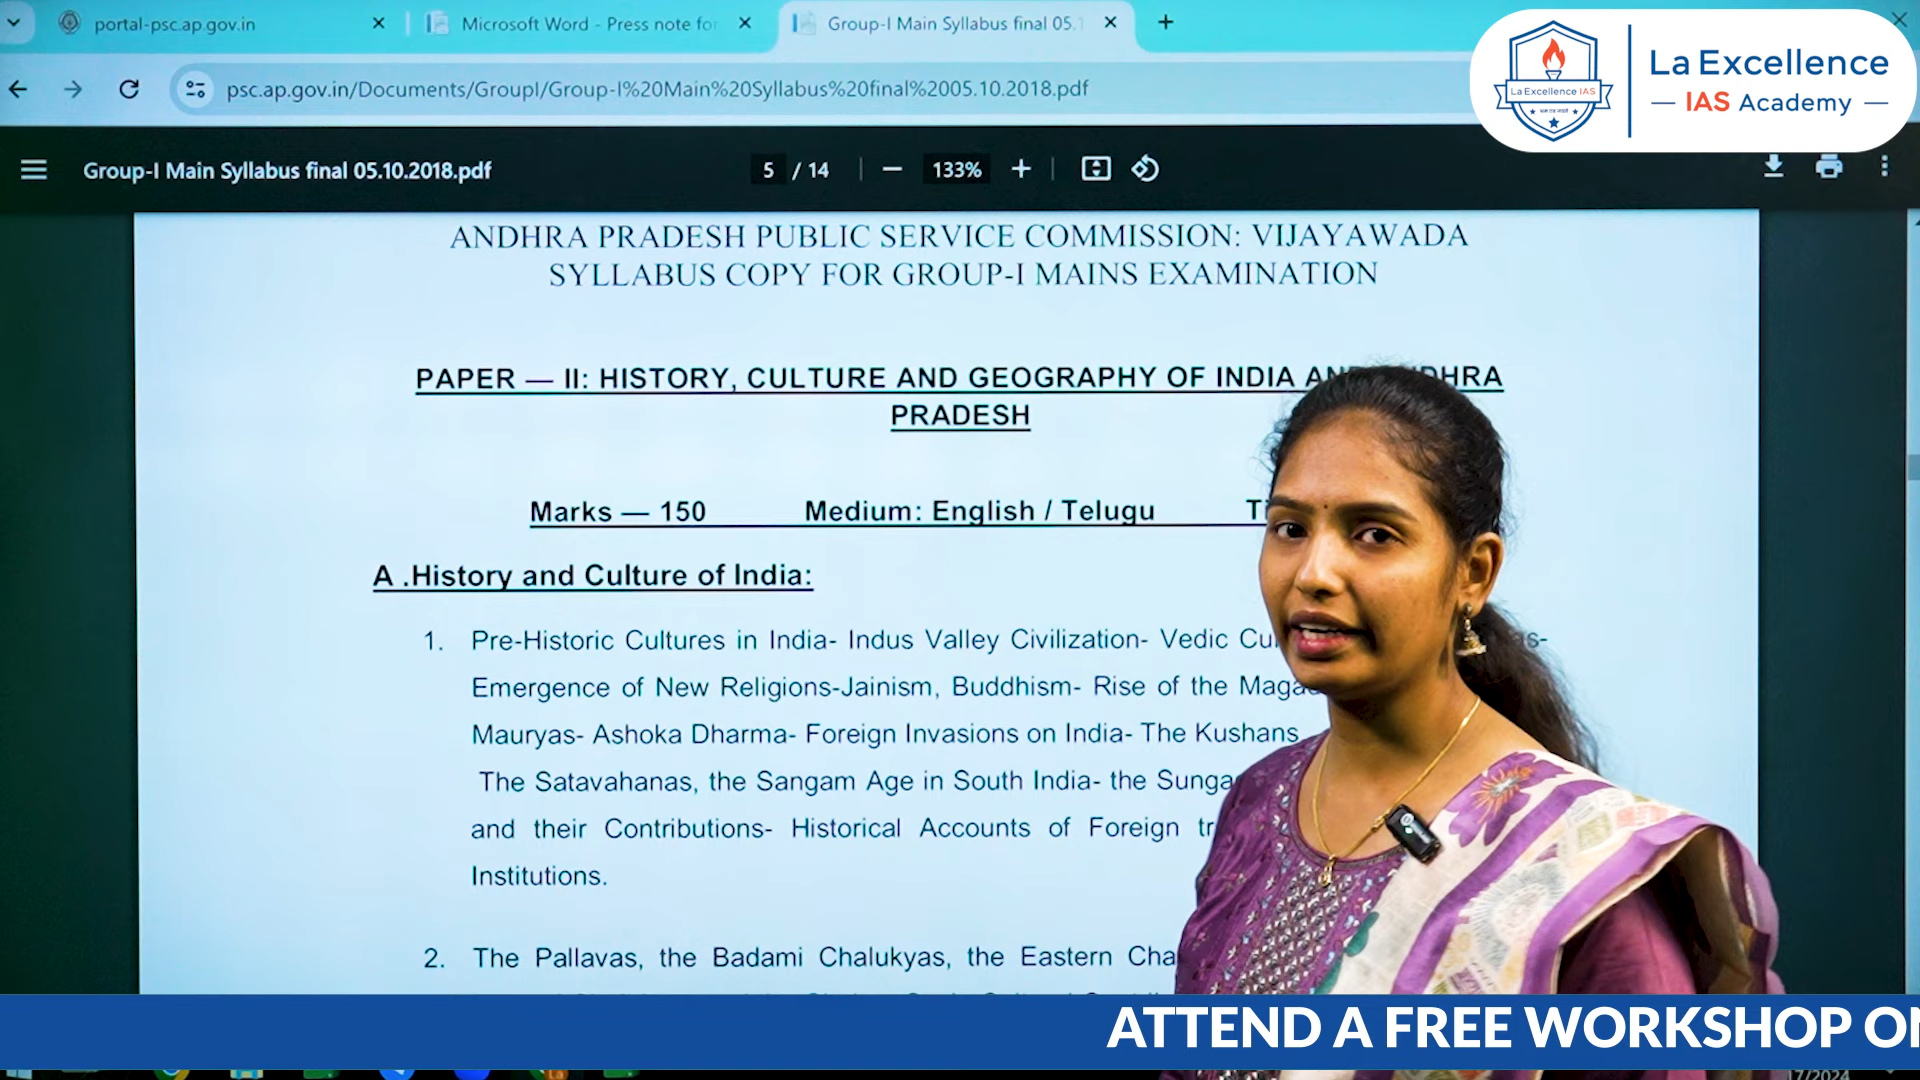 portal-psc.ap.gov.in
Microsoft Word - Press note for
Group-I Main Syllabus final 05.1
psc.ap.gov.in/Documents/GroupI/Group-I%20Main%20Syllabus%20final%2005.10.2018.pdf
La Excellence IAS
La Excellence
— IAS Academy —
Group-I Main Syllabus final 05.10.2018.pdf
5 / 14
133%
ANDHRA PRADESH PUBLIC SERVICE COMMISSION: VIJAYAWADA
SYLLABUS COPY FOR GROUP-I MAINS EXAMINATION
PAPER — II: HISTORY, CULTURE AND GEOGRAPHY OF INDIA
PRADESH
Marks — 150 Medium: English / Telugu
A .History and Culture of India:
1. Pre-Historic Cultures in India- Indus Valley Civilization- Vedic
Emergence of New Religions-Jainism, Buddhism- Rise of the
Mauryas- Ashoka Dharma- Foreign Invasions on India- The Kushans
The Satavahanas, the Sangam Age in South India- the
and their Contributions- Historical Accounts of Foreign
Institutions.
2. The Pallavas, the Badami Chalukyas, the Eastern
ATTEND A FREE WORKSHOP